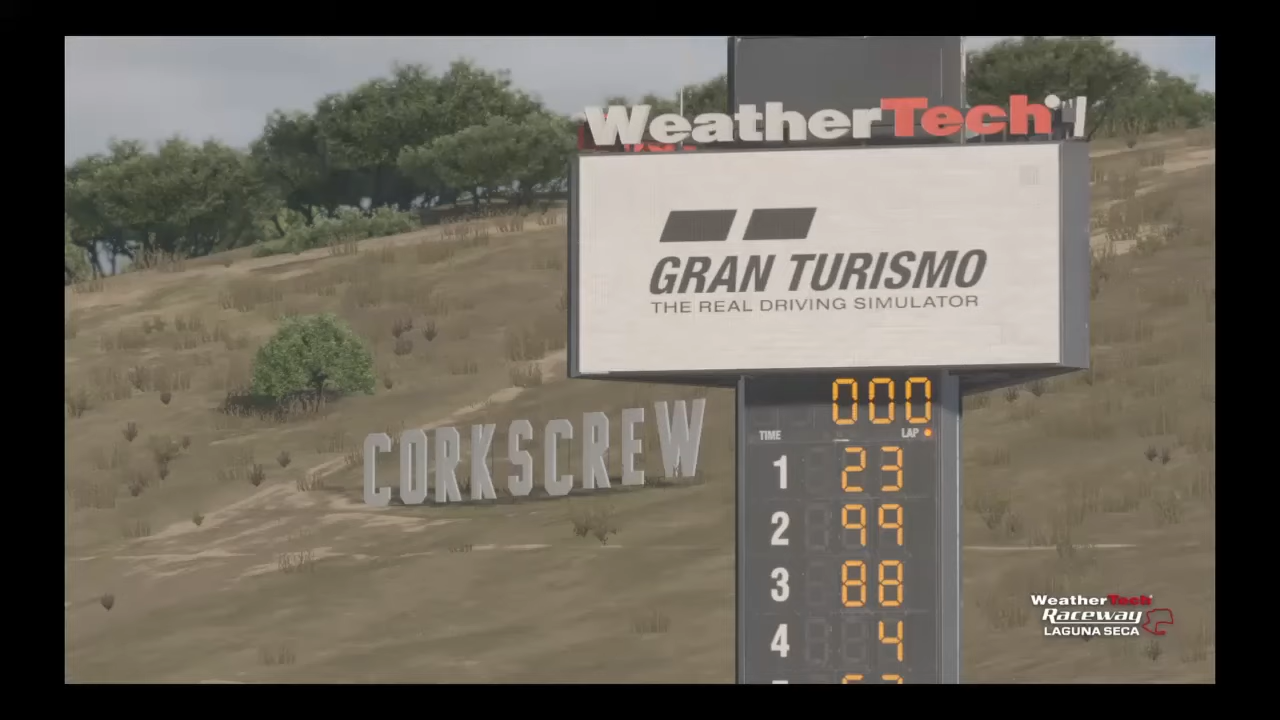 WeatherTech
GRAN TURISMO
THE REAL DRIVING SIMULATOR
CORKSCREW
000
TIME LAP
1 23
2 99
3 88
4 4
WeatherTech
Raceway
LAGUNA SECA